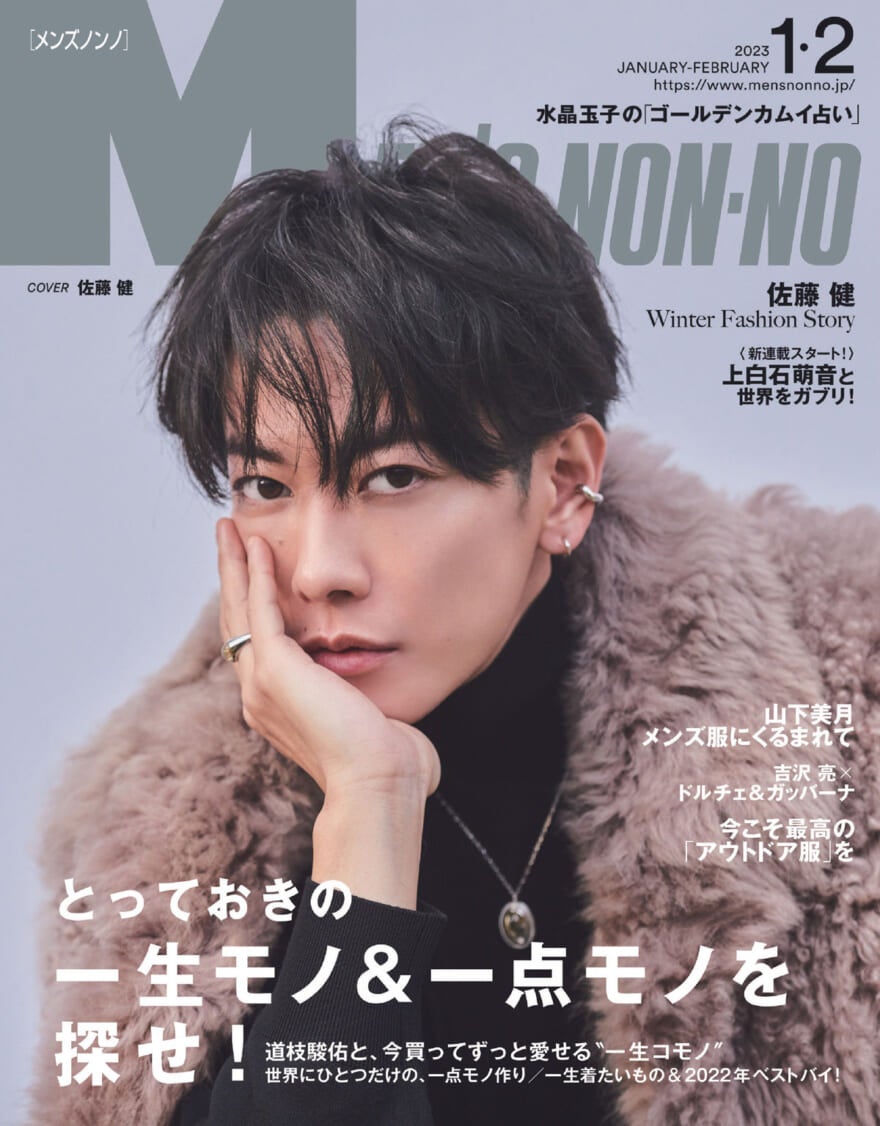 [メンズノンノ]
2023
JANUARY-FEBRUARY 1·2
https://www.mensnonno.jp/
水晶玉子の「ゴールデンカムイ占い」
Men's NON-NO
COVER 佐藤 健
佐藤 健
Winter Fashion Story
〈新連載スタート!〉
上白石萌音と
世界をガブリ!
山下美月
メンズ服にくるまれて
吉沢 亮×
ドルチェ&ガッバーナ
今こそ最高の
「アウトドア服」を
とっておきの
一生モノ&一点モノを
探せ!
道枝駿佑と、今買ってずっと愛せる〝一生コモノ〟
世界にひとつだけの、一点モノ作り/一生着たいもの&2022年ベストバイ!